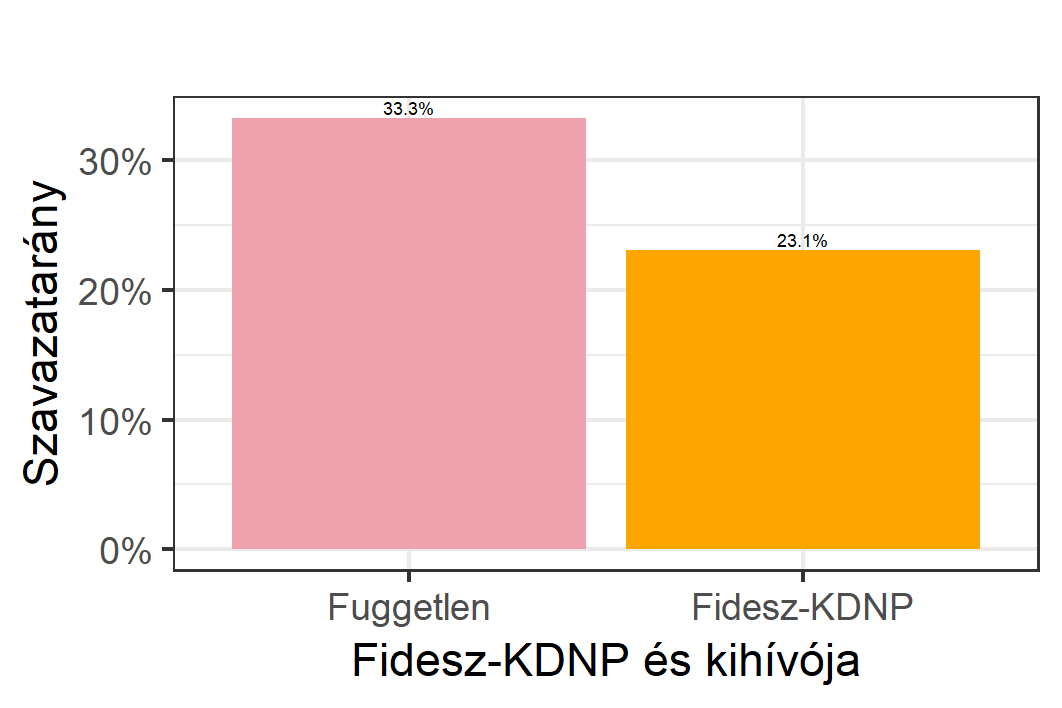 33.3%
23.1%
30%
20%
10%
0%
Szavazatarány
Fuggetlen
Fidesz-KDNP
Fidesz-KDNP és kihívója